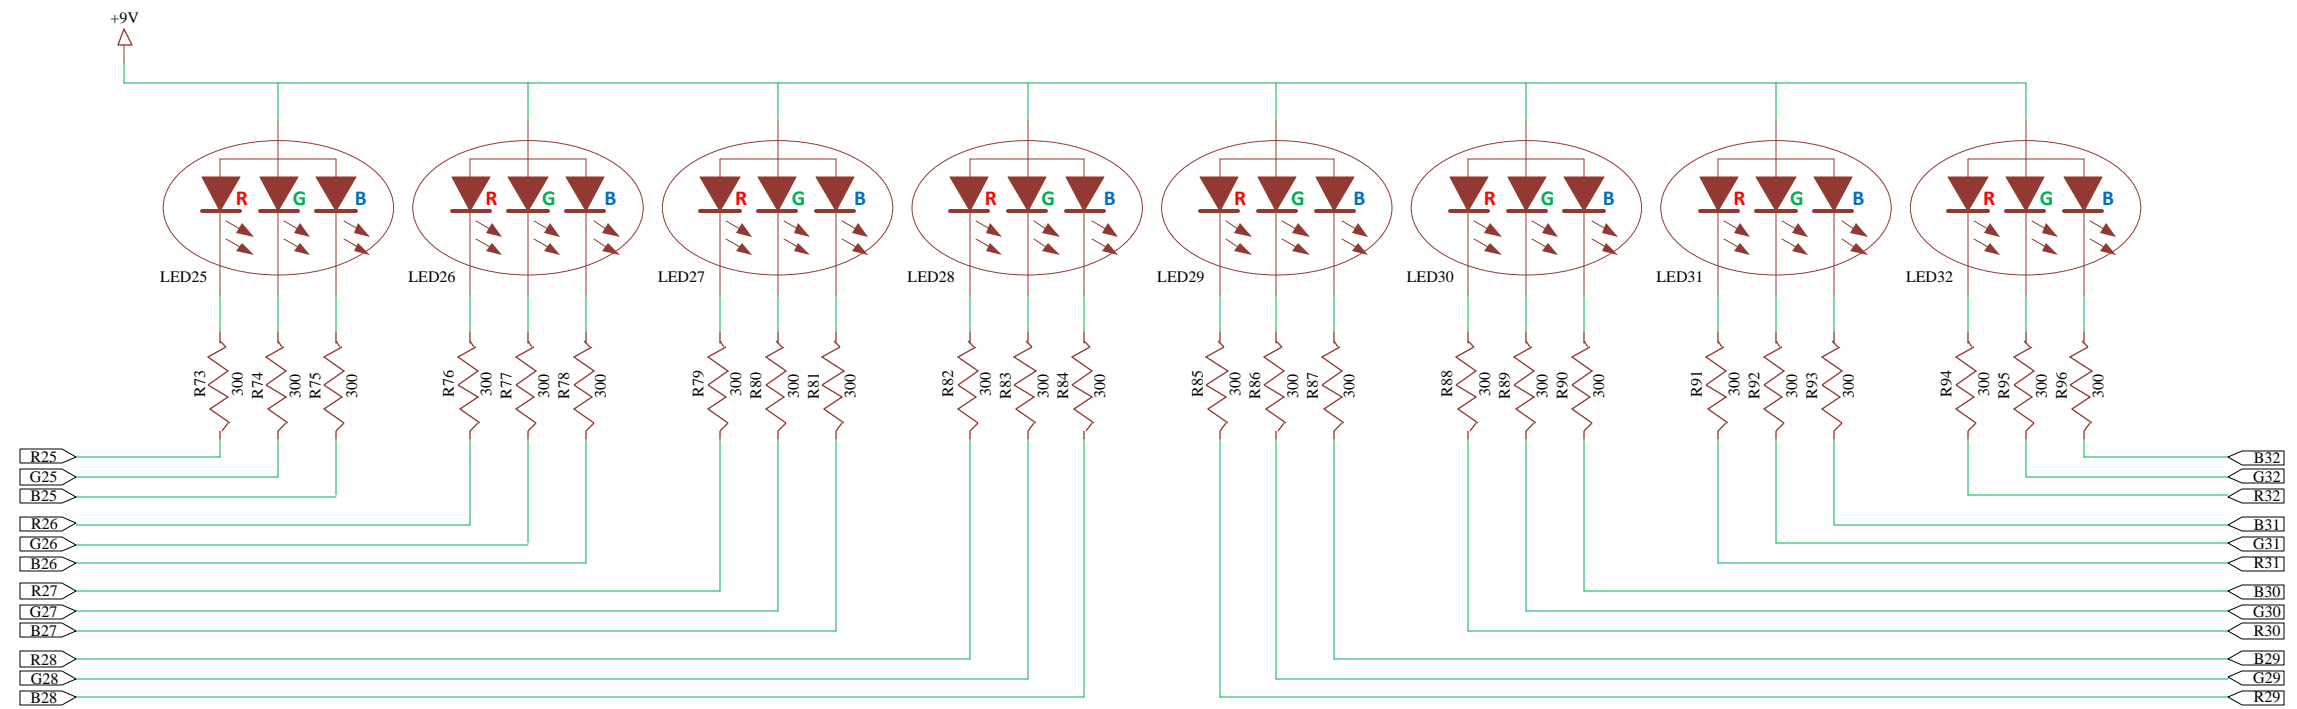 +9V
R G B R G B R G B R G B R G B R G B R G B R G B
LED25 LED26 LED27 LED28 LED29 LED30 LED31 LED32
R73 300 R74 300 R75 300 R76 300 R77 300 R78 300 R79 300 R80 300 R81 300 R82 300 R83 300 R84 300 R85 300 R86 300 R87 300 R88 300 R89 300 R90 300 R91 300 R92 300 R93 300 R94 300 R95 300 R96 300
R25 B32
G25 G32
B25 R32
R26 B31
G26 G31
B26 R31
R27 B30
G27 G30
B27 R30
R28 B29
G28 G29
B28 R29